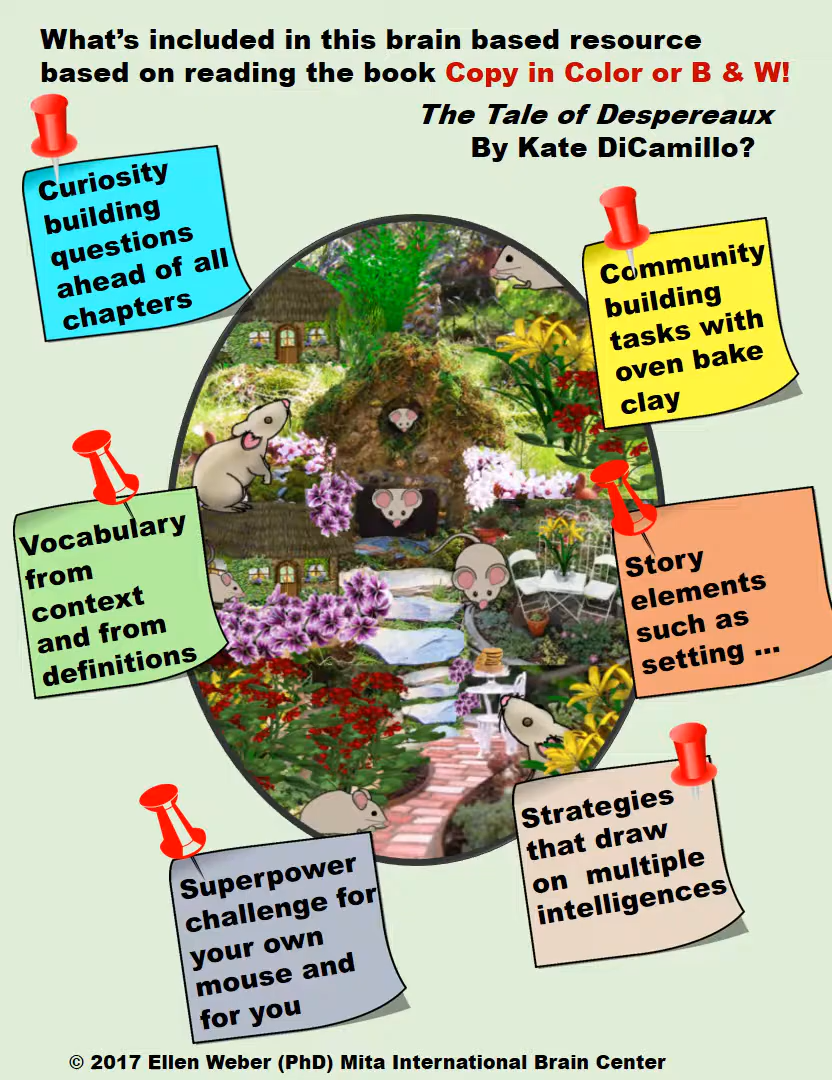 What's included in this brain based resource
based on reading the book Copy in Color or B & W!
The Tale of Despereaux
By Kate DiCamillo?
Curiosity
building
questions
ahead of all
chapters
Community
building
tasks with
oven bake
clay
Vocabulary
from
context
and from
definitions
Story
elements
such as
setting ...
Superpower
challenge for
your own
mouse and
for you
Strategies
that draw
on multiple
intelligences
© 2017 Ellen Weber (PhD) Mita International Brain Center